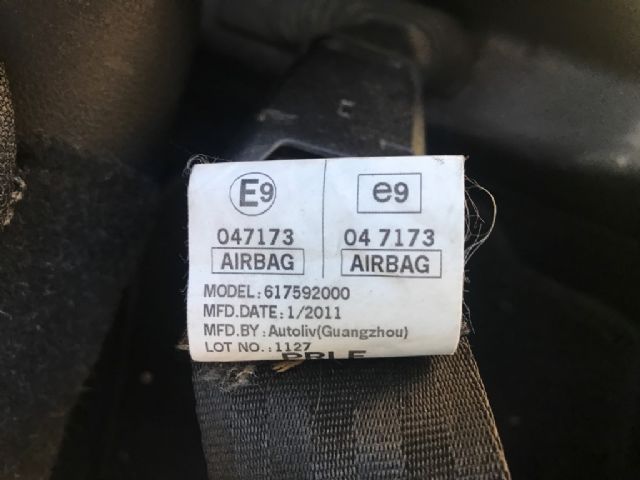 E9 e9
047173 04 7173
AIRBAG AIRBAG
MODEL:617592000
MFD.DATE:1/2011
MFD.BY:Autoliv(Guangzhou)
LOT NO.:1127